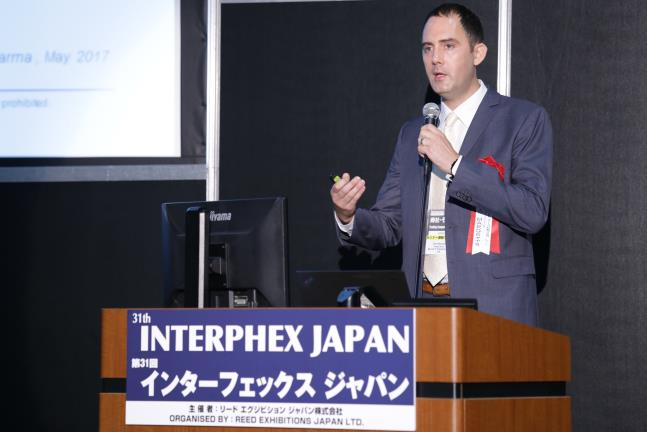 arma , May 2017
prohibited.
iiyama
31th
INTERPHEX JAPAN
第31回
インターフェックス ジャパン
主 催 者 : リード エグジビション ジャパン株式会社
ORGANISED BY : REED EXHIBITIONS JAPAN LTD.